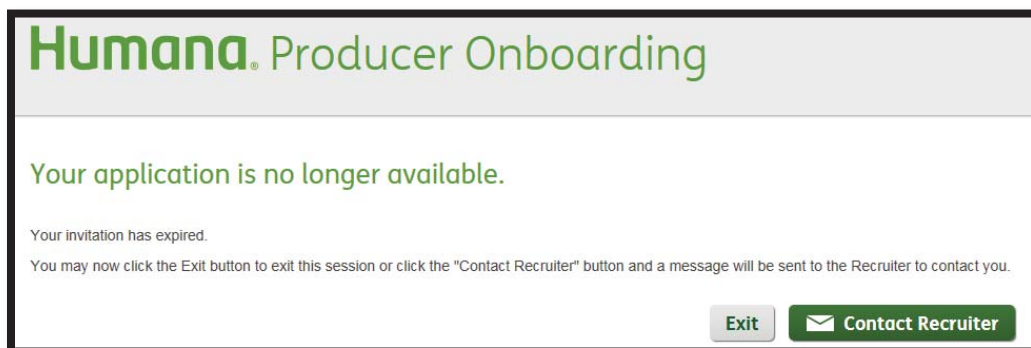 Humana® Producer Onboarding
Your application is no longer available.
Your invitation has expired.
You may now click the Exit button to exit this session or click the "Contact Recruiter" button and a message will be sent to the Recruiter to contact you.
Exit Contact Recruiter